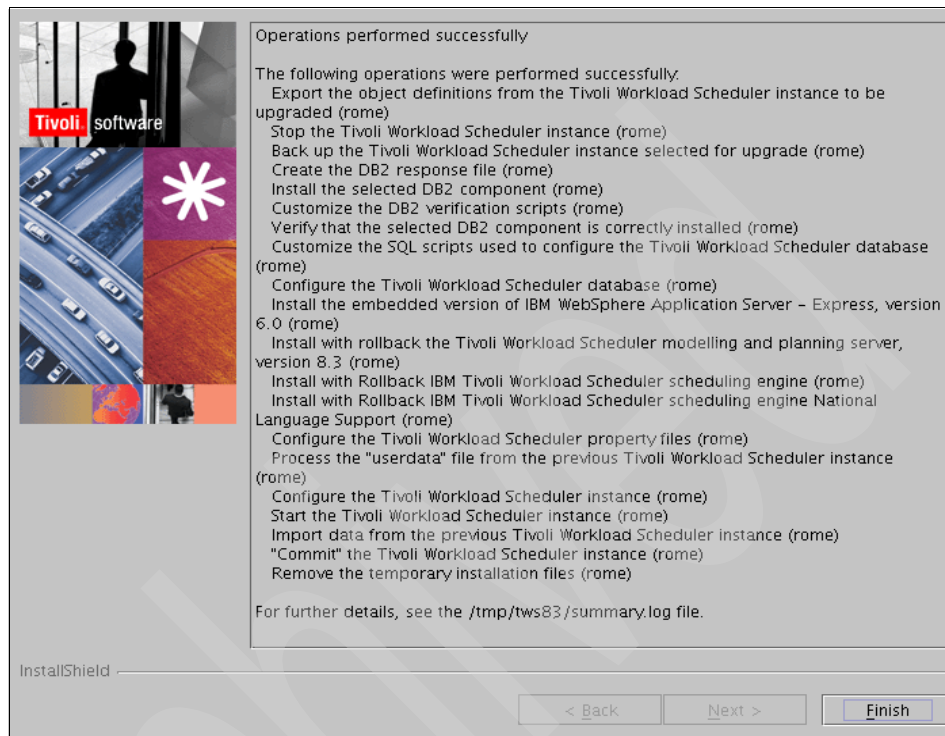 Tivoli. software
Operations performed successfully
The following operations were performed successfully:
Export the object definitions from the Tivoli Workload Scheduler instance to be
upgraded (rome)
Stop the Tivoli Workload Scheduler instance (rome)
Back up the Tivoli Workload Scheduler instance selected for upgrade (rome)
Create the DB2 response file (rome)
Install the selected DB2 component (rome)
Customize the DB2 verification scripts (rome)
Verify that the selected DB2 component is correctly installed (rome)
Customize the SQL scripts used to configure the Tivoli Workload Scheduler database
(rome)
Configure the Tivoli Workload Scheduler database (rome)
Install the embedded version of IBM WebSphere Application Server – Express, version
6.0 (rome)
Install with rollback the Tivoli Workload Scheduler modelling and planning server,
version 8.3 (rome)
Install with Rollback IBM Tivoli Workload Scheduler scheduling engine (rome)
Install with Rollback IBM Tivoli Workload Scheduler scheduling engine National
Language Support (rome)
Configure the Tivoli Workload Scheduler property files (rome)
Process the "userdata" file from the previous Tivoli Workload Scheduler instance
(rome)
Configure the Tivoli Workload Scheduler instance (rome)
Start the Tivoli Workload Scheduler instance (rome)
Import data from the previous Tivoli Workload Scheduler instance (rome)
"Commit" the Tivoli Workload Scheduler instance (rome)
Remove the temporary installation files (rome)
For further details, see the /tmp/tws83/summary.log file.
InstallShield
< Back
Next >
Finish